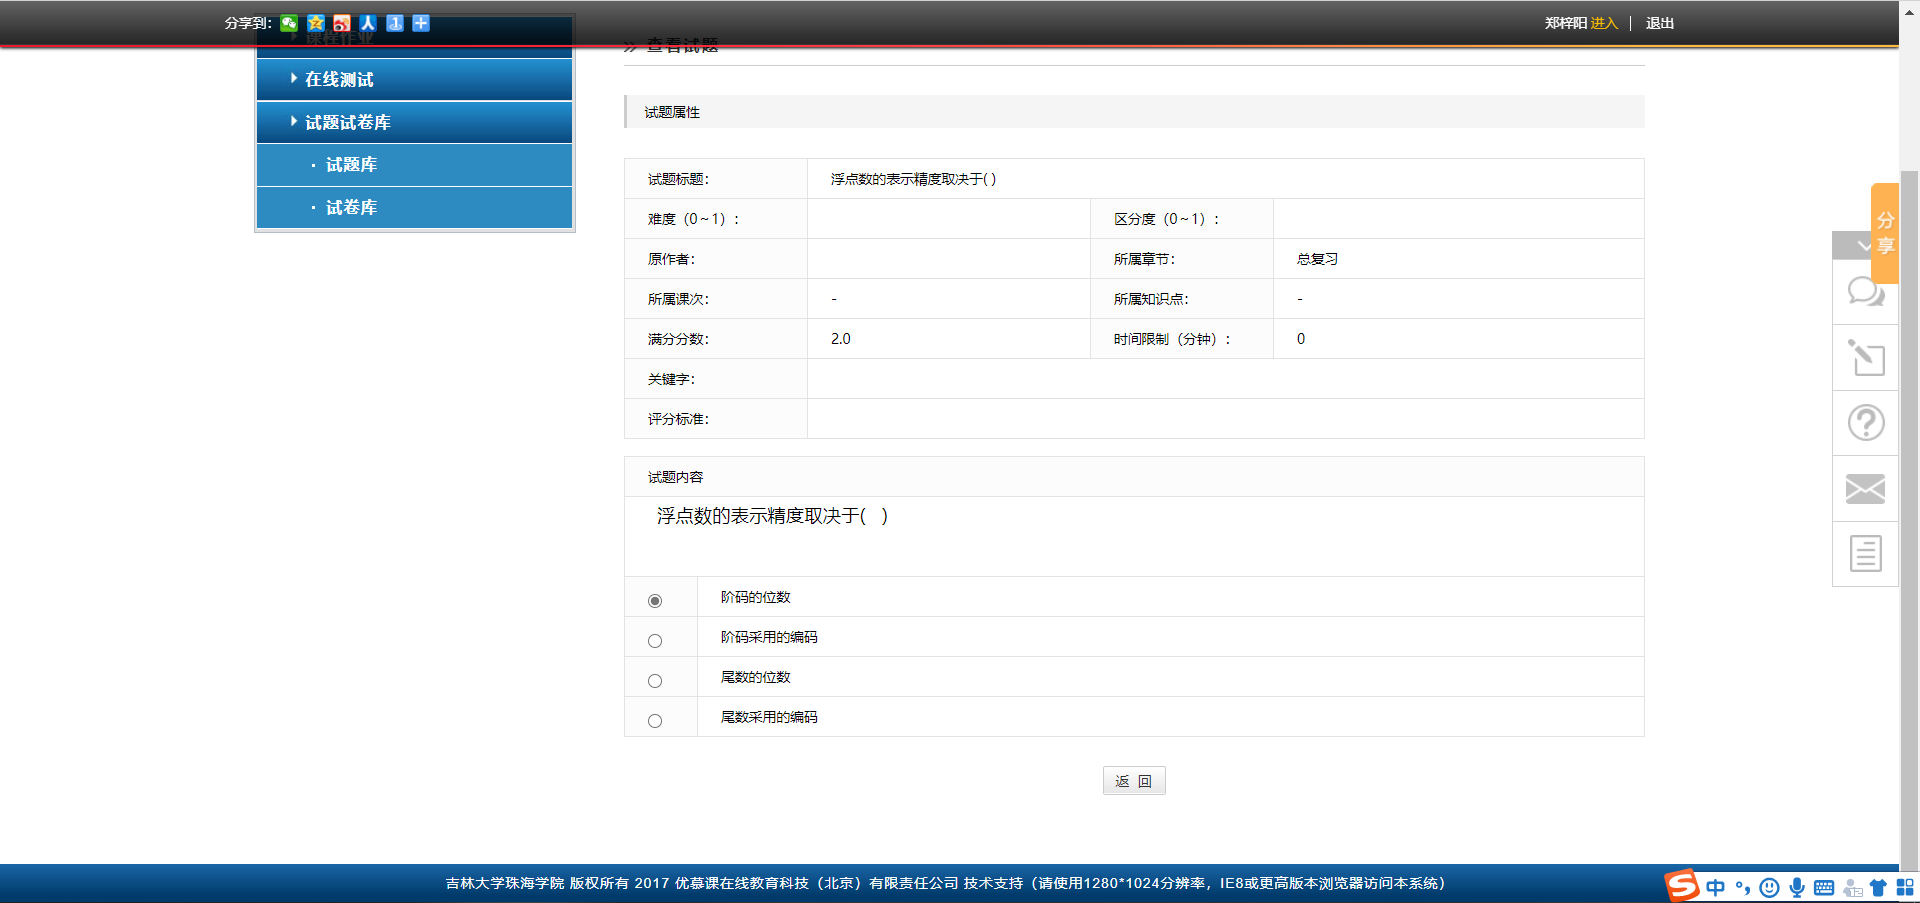 分享到：
郑梓阳 进入 | 退出
课程作业
在线测试
试题试卷库
· 试题库
· 试卷库
查看试题
试题属性
试题标题： 浮点数的表示精度取决于( )
难度（0～1）： 区分度（0～1）：
原作者： 所属章节： 总复习
所属课次： - 所属知识点： -
满分分数： 2.0 时间限制（分钟）： 0
关键字：
评分标准：
试题内容
浮点数的表示精度取决于( )
阶码的位数
阶码采用的编码
尾数的位数
尾数采用的编码
返 回
分享
吉林大学珠海学院 版权所有 2017 优慕课在线教育科技（北京）有限责任公司 技术支持（请使用1280*1024分辨率，IE8或更高版本浏览器访问本系统）
中